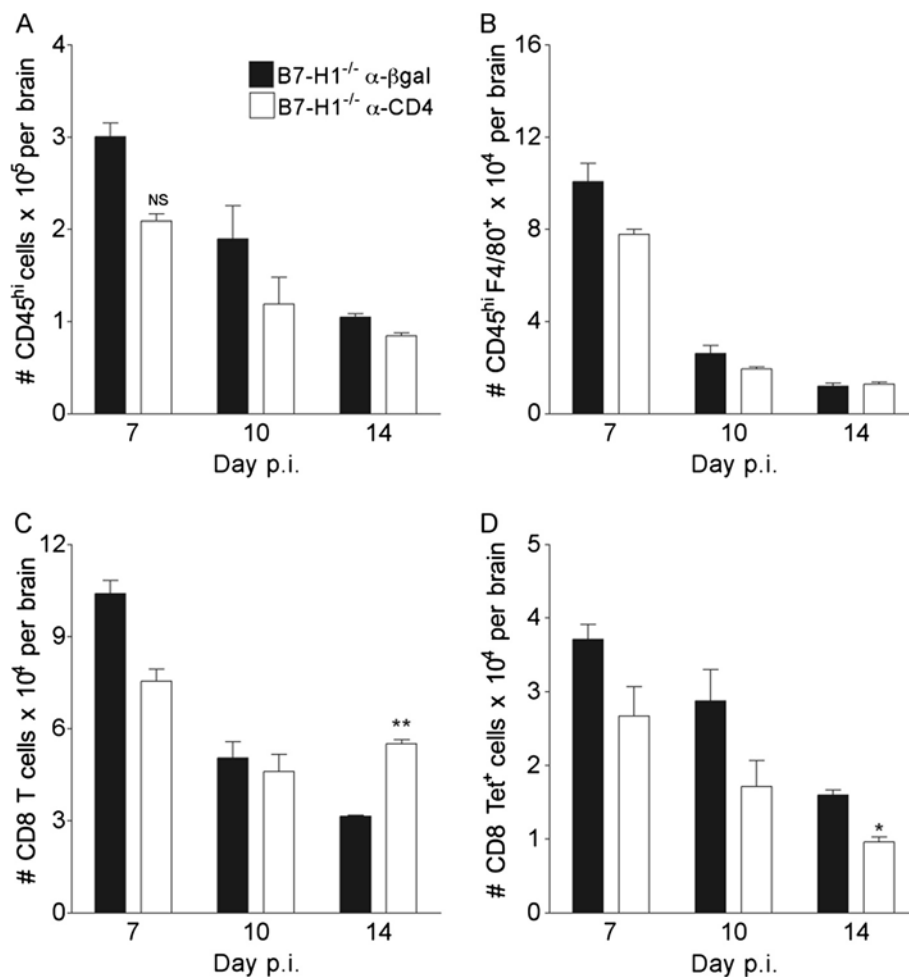 A
# CD45hi cells x 10^5 per brain
4
3
2
1
0
B7-H1-/- α-βgal
B7-H1-/- α-CD4
NS
7 10 14
Day p.i.
B
# CD45hi F4/80+ x 10^4 per brain
16
12
8
4
0
7 10 14
Day p.i.
C
# CD8 T cells x 10^4 per brain
12
9
6
3
0
**
7 10 14
Day p.i.
D
# CD8 Tet+ cells x 10^4 per brain
5
4
3
2
1
0
*
7 10 14
Day p.i.